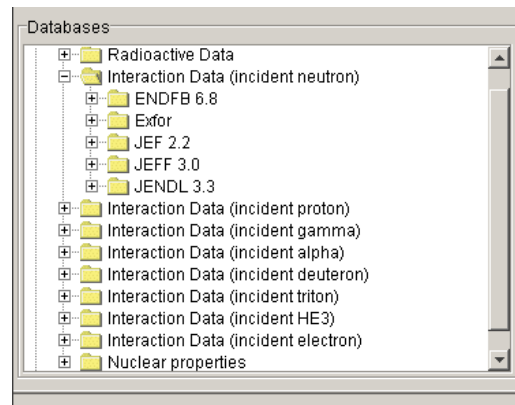 Databases
Radioactive Data
Interaction Data (incident neutron)
ENDFB 6.8
Exfor
JEF 2.2
JEFF 3.0
JENDL 3.3
Interaction Data (incident proton)
Interaction Data (incident gamma)
Interaction Data (incident alpha)
Interaction Data (incident deuteron)
Interaction Data (incident triton)
Interaction Data (incident HE3)
Interaction Data (incident electron)
Nuclear properties